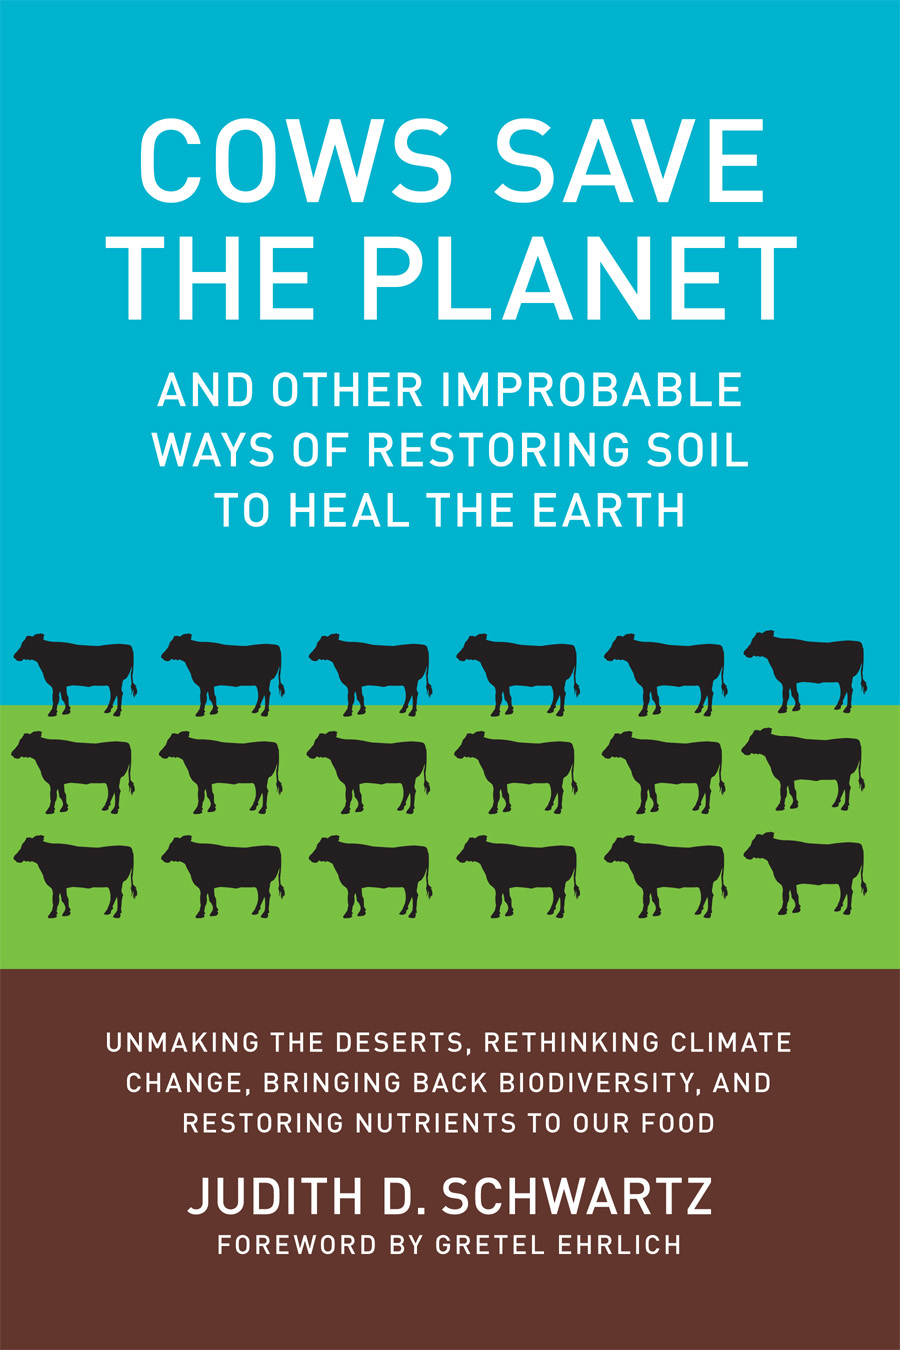 COWS SAVE
THE PLANET
AND OTHER IMPROBABLE
WAYS OF RESTORING SOIL
TO HEAL THE EARTH
UNMAKING THE DESERTS, RETHINKING CLIMATE
CHANGE, BRINGING BACK BIODIVERSITY, AND
RESTORING NUTRIENTS TO OUR FOOD
JUDITH D. SCHWARTZ
FOREWORD BY GRETEL EHRLICH